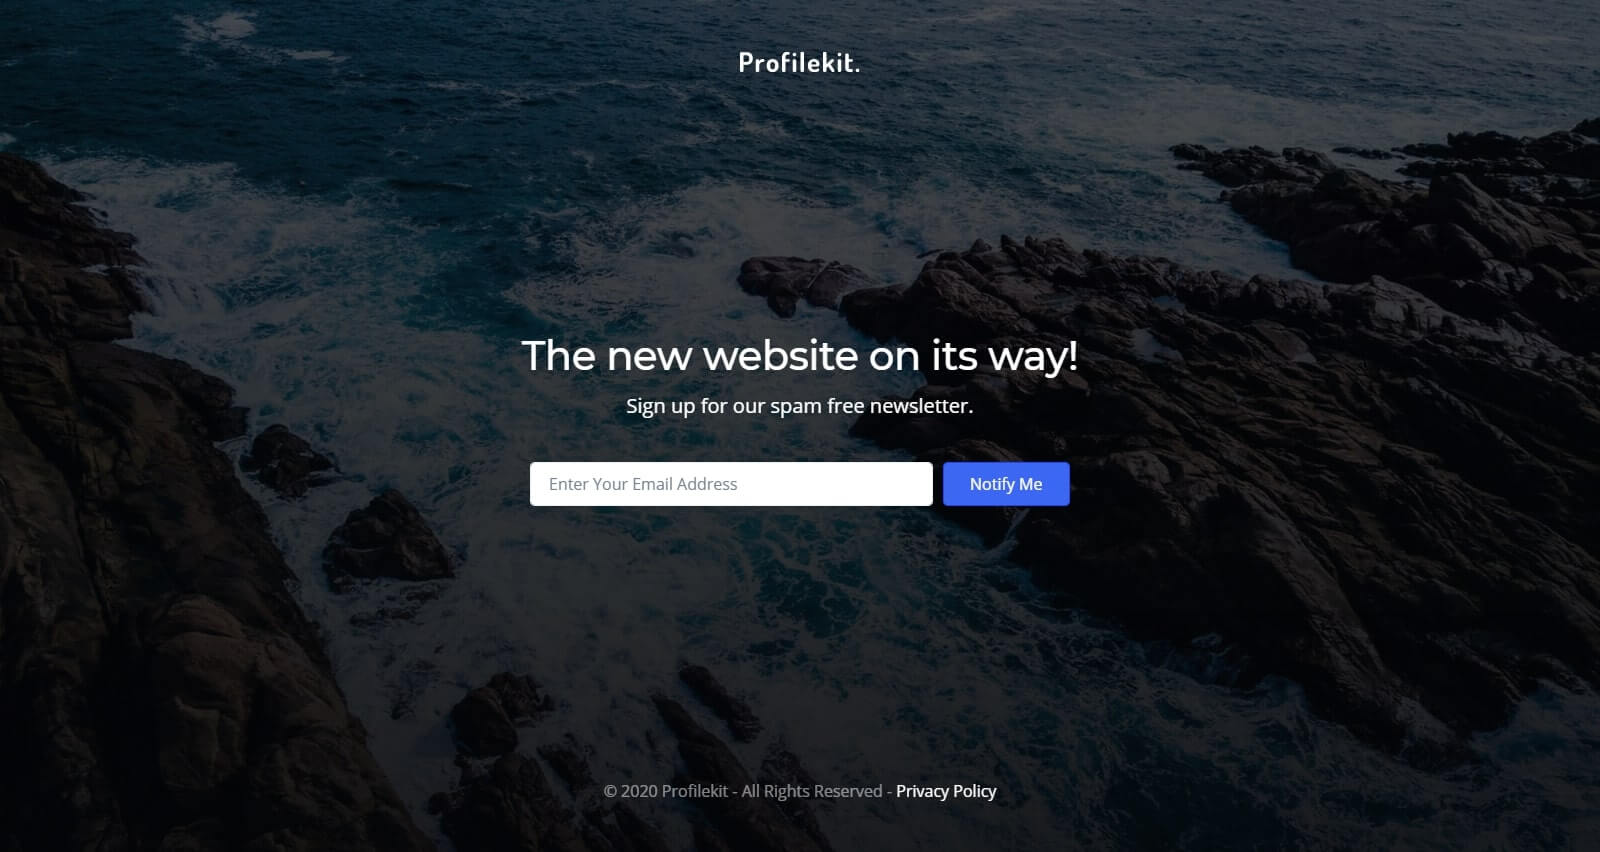 Profilekit.
The new website on its way!
Sign up for our spam free newsletter.
Enter Your Email Address
Notify Me
© 2020 Profilekit - All Rights Reserved - Privacy Policy